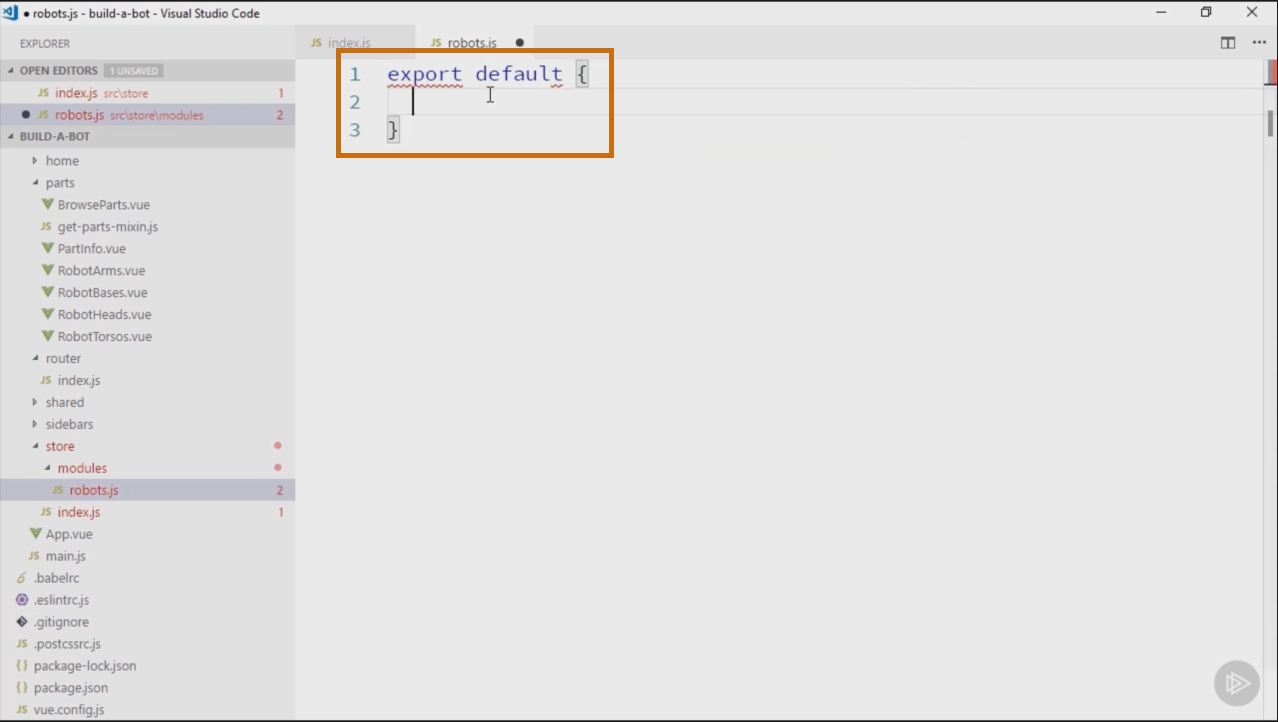 ● robots.js - build-a-bot - Visual Studio Code
EXPLORER
OPEN EDITORS 1 UNSAVED
JS index.js src\store 1
● JS robots.js src\store\modules 2
BUILD-A-BOT
home
parts
BrowseParts.vue
JS get-parts-mixin.js
PartInfo.vue
RobotArms.vue
RobotBases.vue
RobotHeads.vue
RobotTorsos.vue
router
JS index.js
shared
sidebars
store
modules
JS robots.js 2
JS index.js 1
App.vue
JS main.js
.babelrc
.eslintrc.js
.gitignore
JS .postcssrc.js
{} package-lock.json
{} package.json
JS vue.config.js
JS index.js
JS robots.js ●
1 export default {
2
3 }